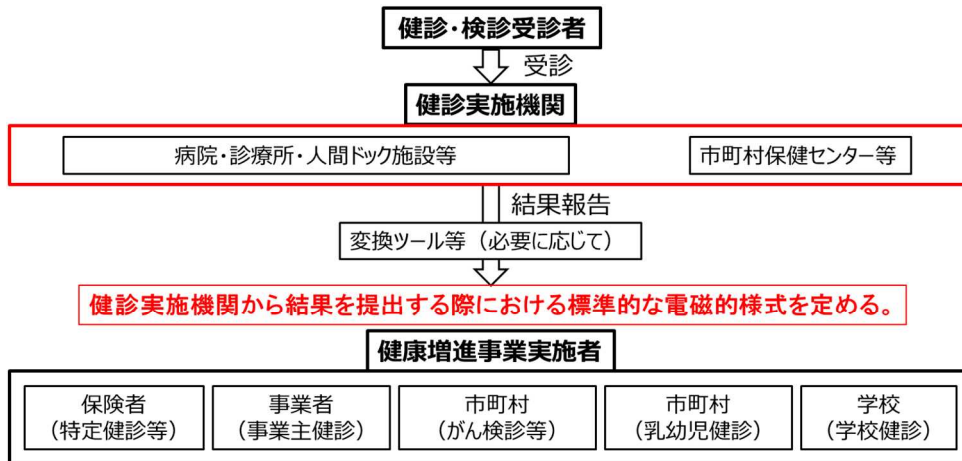 健診・検診受診者
受診
健診実施機関
病院・診療所・人間ドック施設等
市町村保健センター等
結果報告
変換ツール等（必要に応じて）
健診実施機関から結果を提出する際における標準的な電磁的様式を定める。
健康増進事業実施者
保険者
（特定健診等）
事業者
（事業主健診）
市町村
（がん検診等）
市町村
（乳幼児健診）
学校
（学校健診）